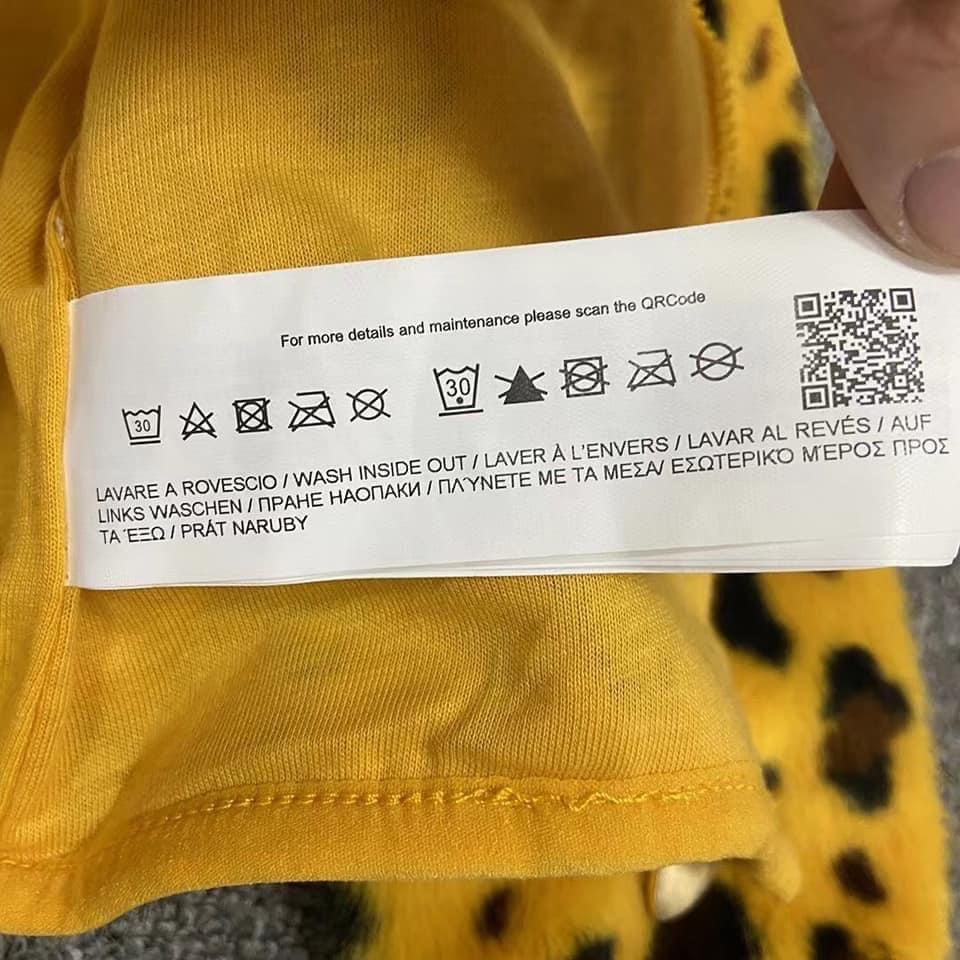 For more details and maintenance please scan the QRCode
30 30
LAVARE A ROVESCIO / WASH INSIDE OUT / LAVER À L'ENVERS / LAVAR AL REVÉS / AUF
LINKS WASCHEN / ПРАНЕ НАОПАКИ / ΠΛΎΝΕΤΕ ΜΕ ΤΑ ΜΕΣΑ/ ΕΣΩΤΕΡΙΚΌ ΜΈΡΟΣ ΠΡΟΣ
ΤΑ ΈΞΩ / PRÁT NARUBY